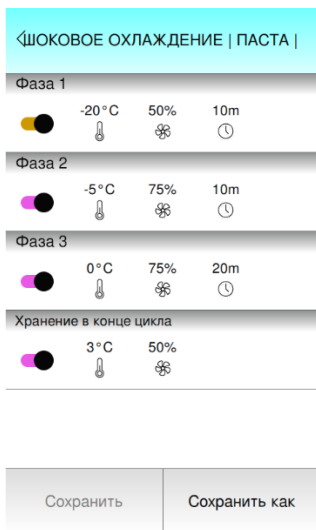 ШОКОВОЕ ОХЛАЖДЕНИЕ | ПАСТА |
Фаза 1
-20°C 50% 10m
Фаза 2
-5°C 75% 10m
Фаза 3
0°C 75% 20m
Хранение в конце цикла
3°C 50%
Сохранить Сохранить как